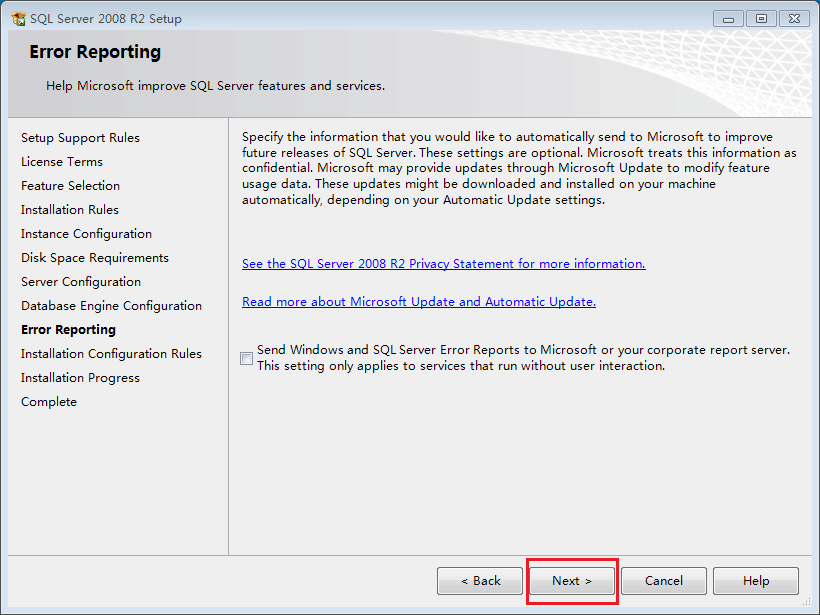 SQL Server 2008 R2 Setup
Error Reporting
Help Microsoft improve SQL Server features and services.
Setup Support Rules
License Terms
Feature Selection
Installation Rules
Instance Configuration
Disk Space Requirements
Server Configuration
Database Engine Configuration
Error Reporting
Installation Configuration Rules
Installation Progress
Complete
Specify the information that you would like to automatically send to Microsoft to improve
future releases of SQL Server. These settings are optional. Microsoft treats this information as
confidential. Microsoft may provide updates through Microsoft Update to modify feature
usage data. These updates might be downloaded and installed on your machine
automatically, depending on your Automatic Update settings.
See the SQL Server 2008 R2 Privacy Statement for more information.
Read more about Microsoft Update and Automatic Update.
Send Windows and SQL Server Error Reports to Microsoft or your corporate report server.
This setting only applies to services that run without user interaction.
< Back
Next >
Cancel
Help